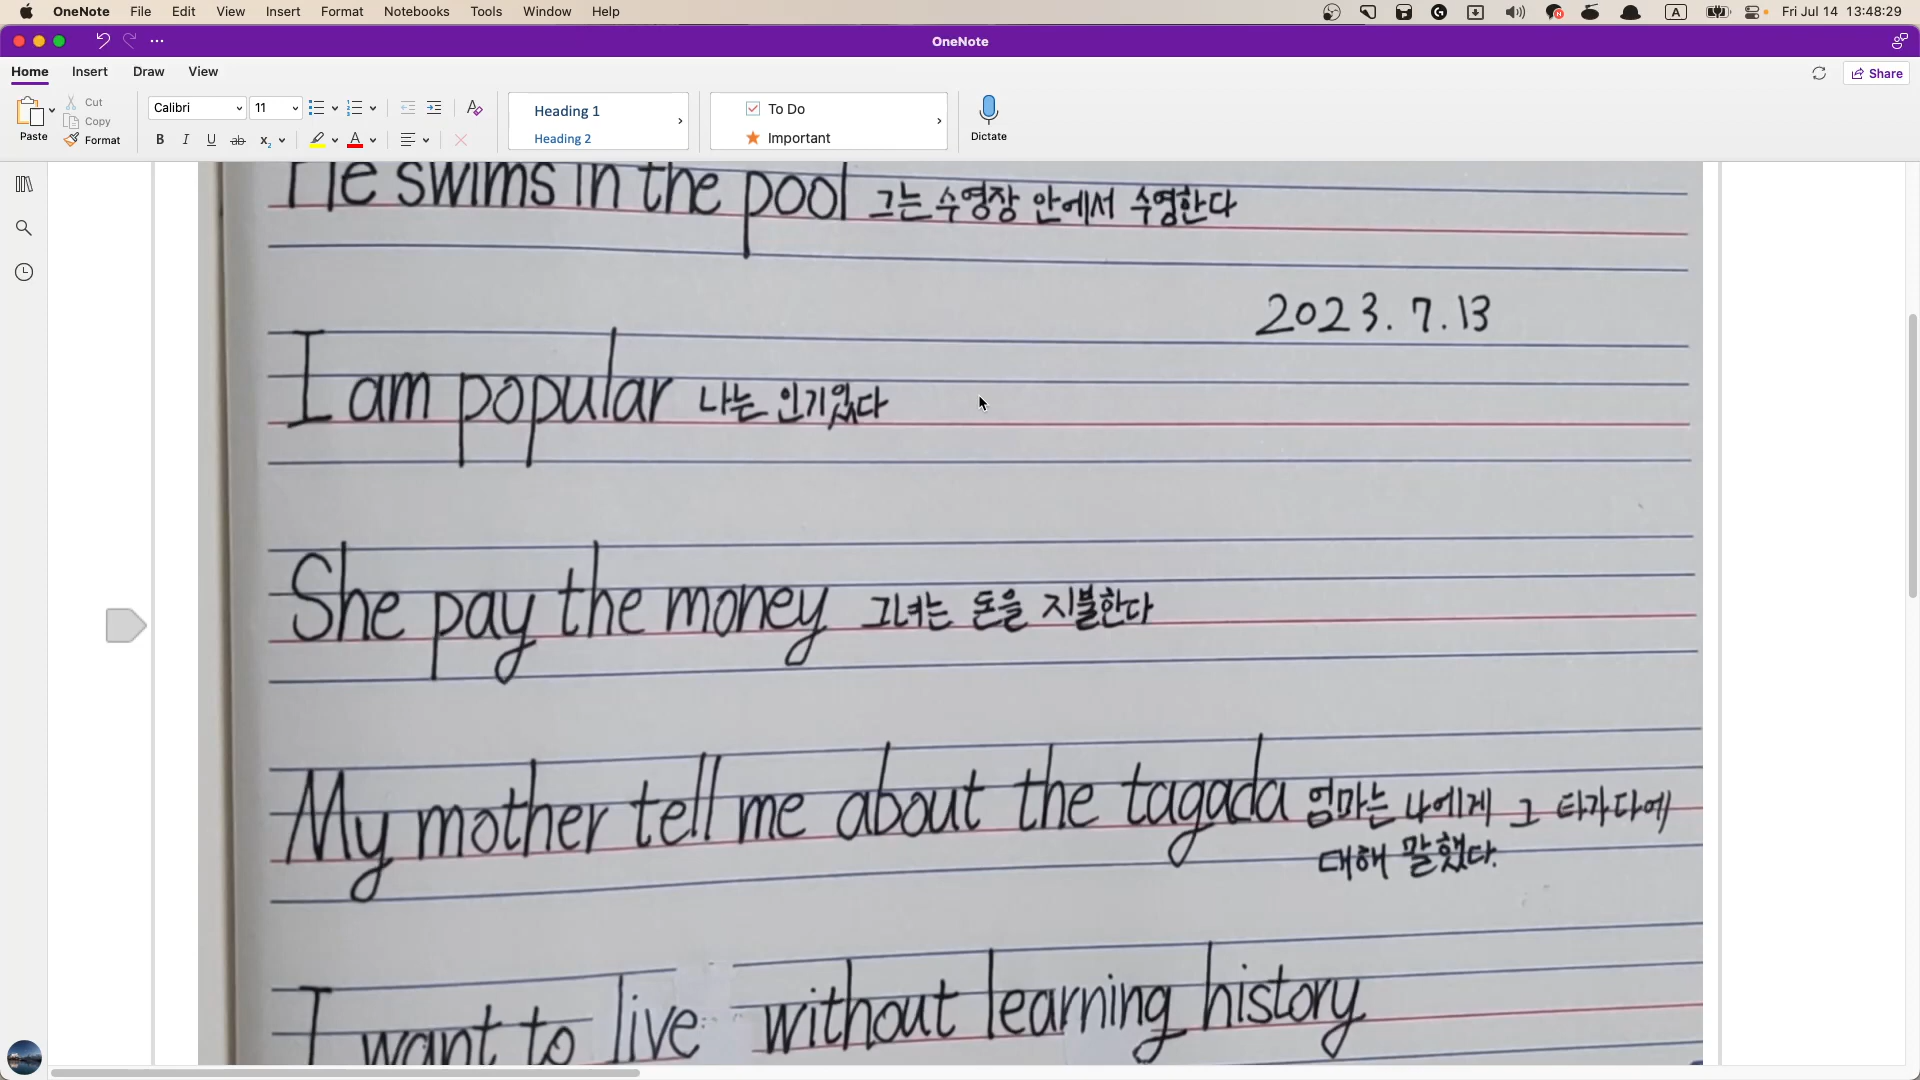 OneNote File Edit View Insert Format Notebooks Tools Window Help A Fri Jul 14 13:48:29
OneNote
Home Insert Draw View Share
Paste Cut Copy Format
Calibri 11
B I U ab x₂ A
Heading 1
Heading 2
To Do
Important
Dictate
He swims in the pool 그는 수영장 안에서 수영한다
2023. 7. 13
I am popular 나는 인기있다
She pay the money 그녀는 돈을 지불한다
My mother tell me about the tagada 엄마는 나에게 그 타가다에
대해 말했다.
I want to live without learning history